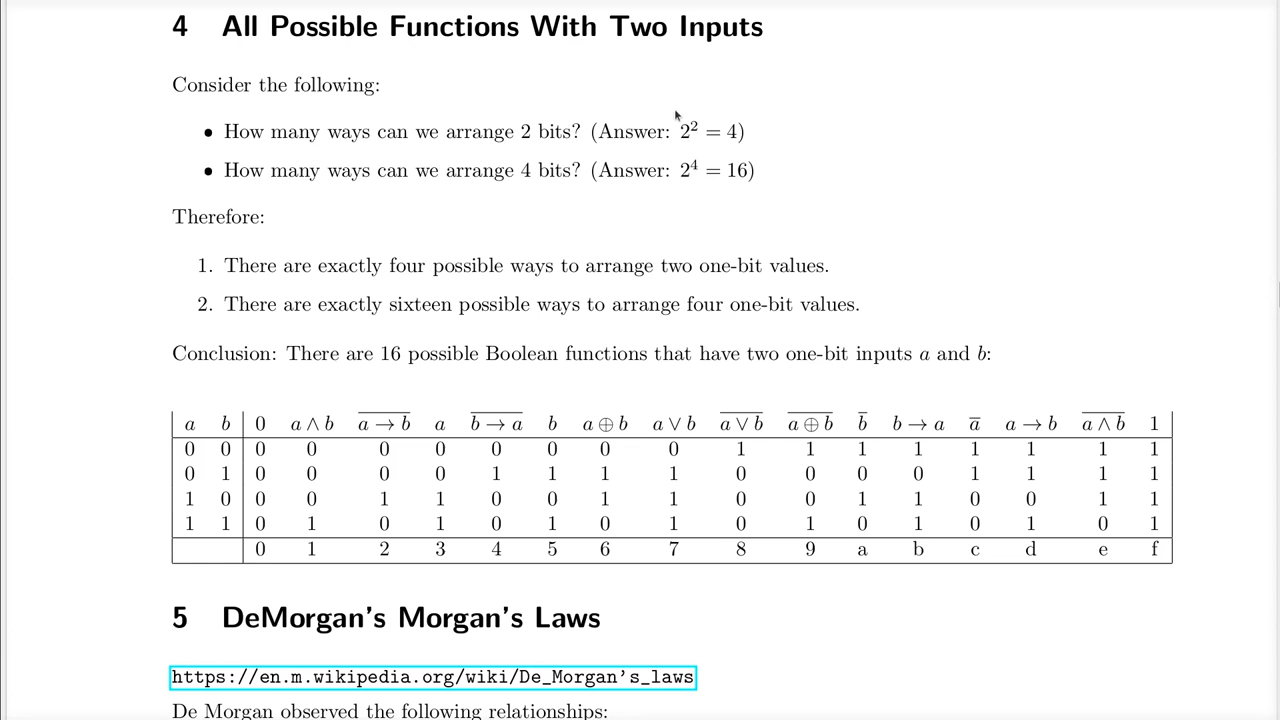 4 All Possible Functions With Two Inputs
Consider the following:
• How many ways can we arrange 2 bits? (Answer: 2² = 4)
• How many ways can we arrange 4 bits? (Answer: 2⁴ = 16)
Therefore:
1. There are exactly four possible ways to arrange two one-bit values.
2. There are exactly sixteen possible ways to arrange four one-bit values.
Conclusion: There are 16 possible Boolean functions that have two one-bit inputs a and b:
a b 0 a ∧ b a̅ ̅→̅ ̅b̅ a b̅ ̅→̅ ̅a̅ b a ⊕ b a ∨ b a̅ ̅∨̅ ̅b̅ a̅ ̅⊕̅ ̅b̅ b̅ b → a a̅ a → b a̅ ̅∧̅ ̅b̅ 1
0 0 0 0 0 0 0 0 0 0 1 1 1 1 1 1 1 1
0 1 0 0 0 0 1 1 1 1 0 0 0 0 1 1 1 1
1 0 0 0 1 1 0 0 1 1 0 0 1 1 0 0 1 1
1 1 0 1 0 1 0 1 0 1 0 1 0 1 0 1 0 1
0 1 2 3 4 5 6 7 8 9 a b c d e f
5 DeMorgan's Morgan's Laws
https://en.m.wikipedia.org/wiki/De_Morgan's_laws
De Morgan observed the following relationships: